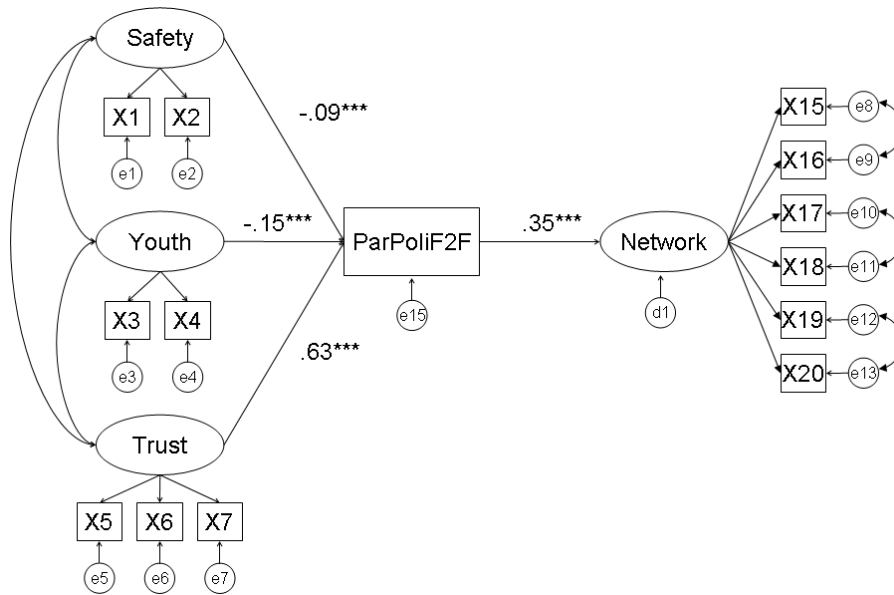 Safety
X1
X2
e1
e2
-.09***
Youth
X3
X4
e3
e4
-.15***
ParPoliF2F
e15
.35***
Network
d1
.63***
Trust
X5
X6
X7
e5
e6
e7
X15
e8
X16
e9
X17
e10
X18
e11
X19
e12
X20
e13